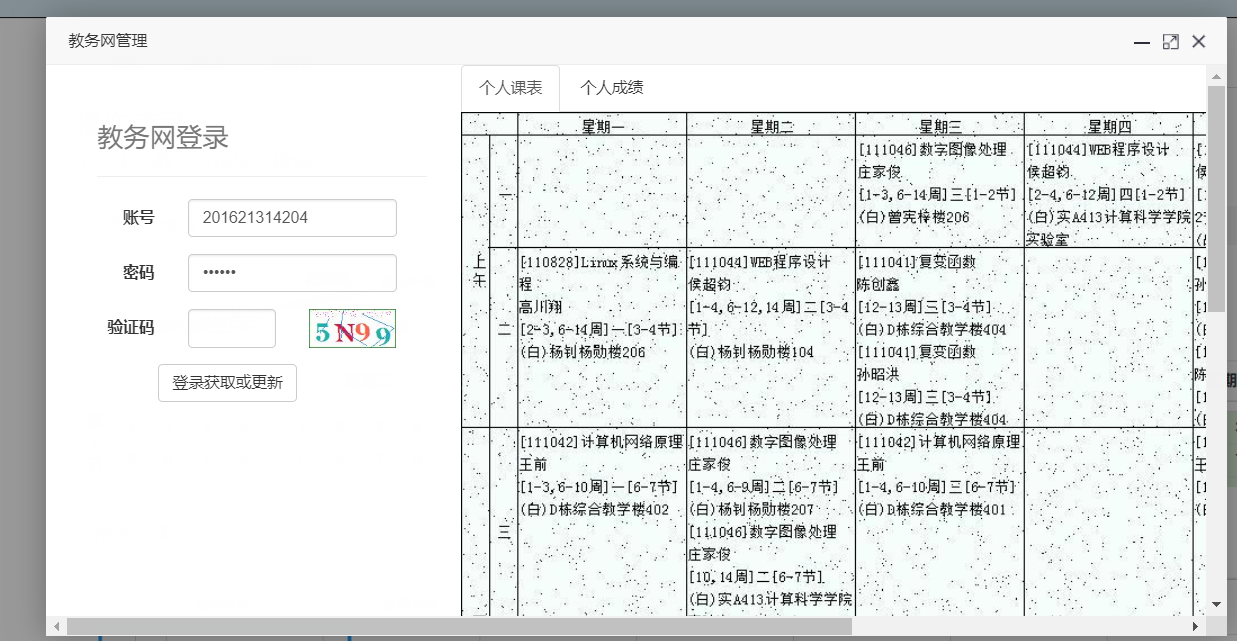 教务网管理
个人课表 个人成绩
教务网登录
账号 201621314204
密码 ••••••
验证码 5N99
登录获取或更新
星期一 星期二 星期三 星期四
上午
一
[111046]数字图像处理
庄家俊
[1-3,6-14周]三[1-2节]
(白)曾宪梓楼206
[111044]WEB程序设计
侯超钧
[2-4,6-12周]四[1-2节]
(白)实A413计算科学学院
实验室
二
[110828]Linux系统与编
程
高川翔
[2-3,6-14周]一[3-4节]
(白)杨钊杨勋楼206
[111044]WEB程序设计
侯超钧
[1-4,6-12,14周]二[3-4
节]
(白)杨钊杨勋楼104
[111041]复变函数
陈创鑫
[12-13周]三[3-4节]
(白)D栋综合教学楼404
[111041]复变函数
孙昭洪
[12-13周]三[3-4节]
(白)D栋综合教学楼404
三
[111042]计算机网络原理
王前
[1-3,6-10周]一[6-7节]
(白)D栋综合教学楼402
[111046]数字图像处理
庄家俊
[1-4,6-9周]二[6-7节]
(白)杨钊杨勋楼207
[111046]数字图像处理
庄家俊
[10,14周]二[6-7节]
(白)实A413计算科学学院
[111042]计算机网络原理
王前
[1-4,6-10周]三[6-7节]
(白)D栋综合教学楼401